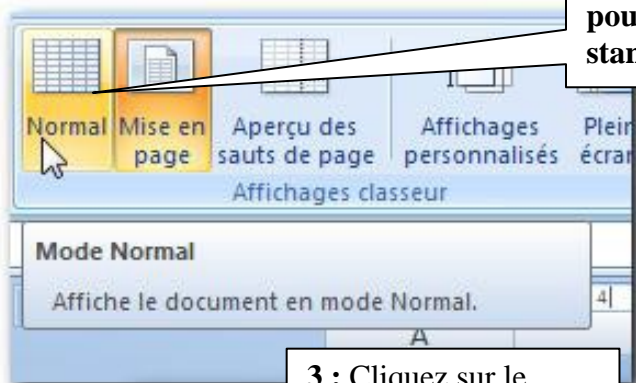 pou
stan
Normal Mise en page Aperçu des sauts de page Affichages personnalisés Plein écran
Affichages classeur
Mode Normal
Affiche le document en mode Normal.
4
A
3 : Cliquez sur le